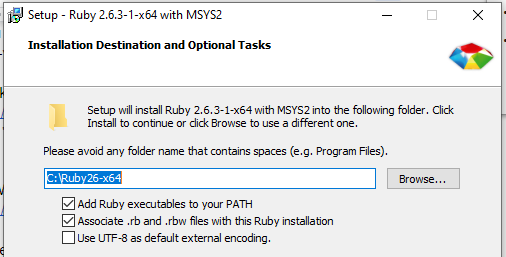 Setup - Ruby 2.6.3-1-x64 with MSYS2
Installation Destination and Optional Tasks
Setup will install Ruby 2.6.3-1-x64 with MSYS2 into the following folder. Click
Install to continue or click Browse to use a different one.
Please avoid any folder name that contains spaces (e.g. Program Files).
C:\Ruby26-x64
Browse...
Add Ruby executables to your PATH
Associate .rb and .rbw files with this Ruby installation
Use UTF-8 as default external encoding.